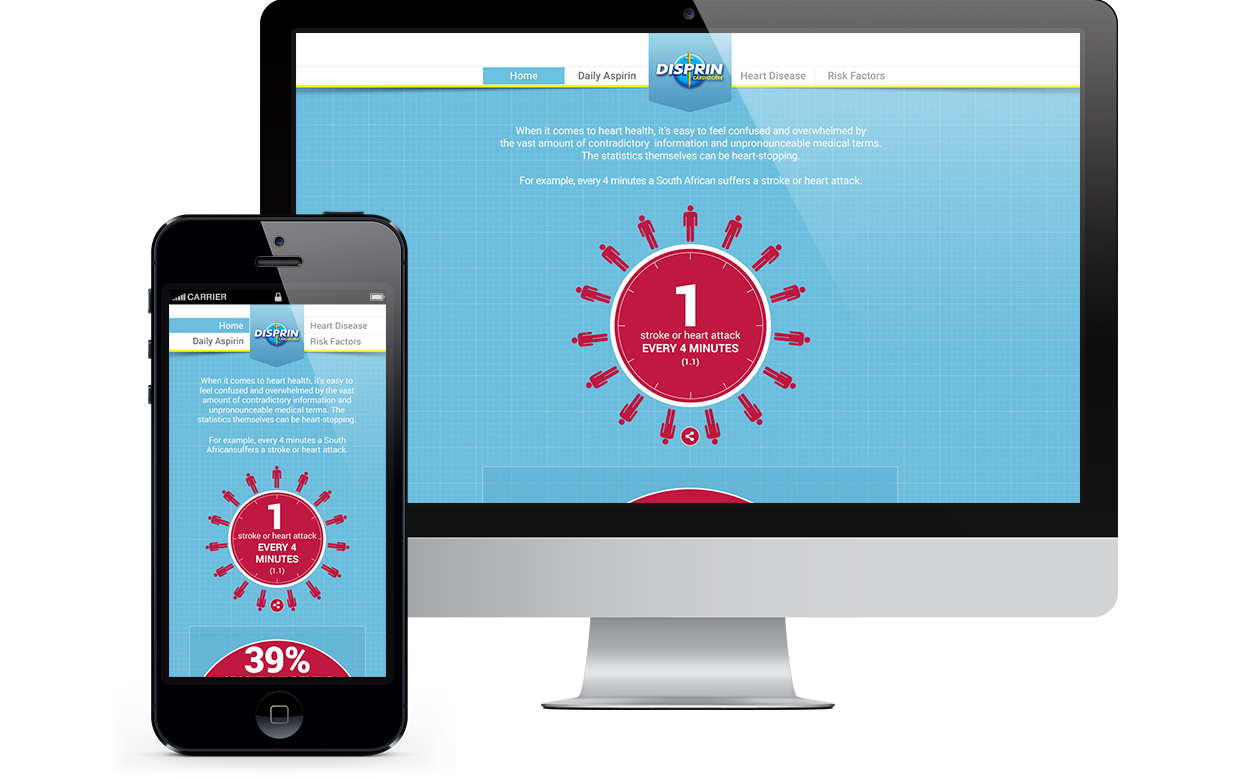 Home
Daily Aspirin
DISPRIN
CARDIOCARE
Heart Disease
Risk Factors
When it comes to heart health, it's easy to feel confused and overwhelmed by
the vast amount of contradictory information and unpronounceable medical terms.
The statistics themselves can be heart-stopping.
For example, every 4 minutes a South African suffers a stroke or heart attack.
1
stroke or heart attack
EVERY 4 MINUTES
(1.1)
CARRIER
Home
Daily Aspirin
DISPRIN
CARDIOCARE
Heart Disease
Risk Factors
When it comes to heart health, it's easy to
feel confused and overwhelmed by the vast
amount of contradictory information and
unpronounceable medical terms. The
statistics themselves can be heart-stopping.
For example, every 4 minutes a South
Africansuffers a stroke or heart attack.
1
stroke or heart attack
EVERY 4
MINUTES
(1.1)
39%